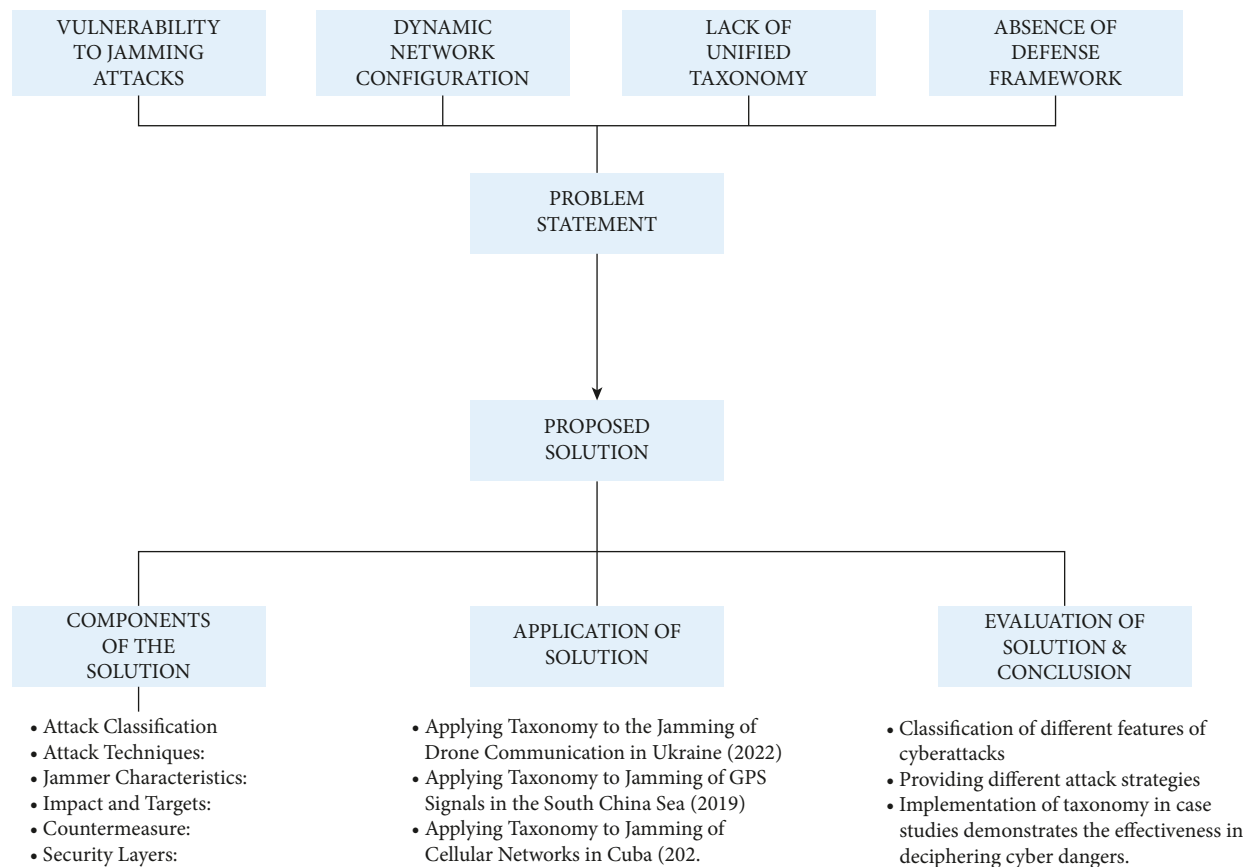 VULNERABILITY
TO JAMMING
ATTACKS
DYNAMIC
NETWORK
CONFIGURATION
LACK OF
UNIFIED
TAXONOMY
ABSENCE OF
DEFENSE
FRAMEWORK
PROBLEM
STATEMENT
PROPOSED
SOLUTION
COMPONENTS
OF THE
SOLUTION
• Attack Classification
• Attack Techniques:
• Jammer Characteristics:
• Impact and Targets:
• Countermeasure:
• Security Layers:
APPLICATION OF
SOLUTION
• Applying Taxonomy to the Jamming of
Drone Communication in Ukraine (2022)
• Applying Taxonomy to Jamming of GPS
Signals in the South China Sea (2019)
• Applying Taxonomy to Jamming of
Cellular Networks in Cuba (202.
EVALUATION OF
SOLUTION &
CONCLUSION
• Classification of different features of
cyberattacks
• Providing different attack strategies
• Implementation of taxonomy in case
studies demonstrates the effectiveness in
deciphering cyber dangers.